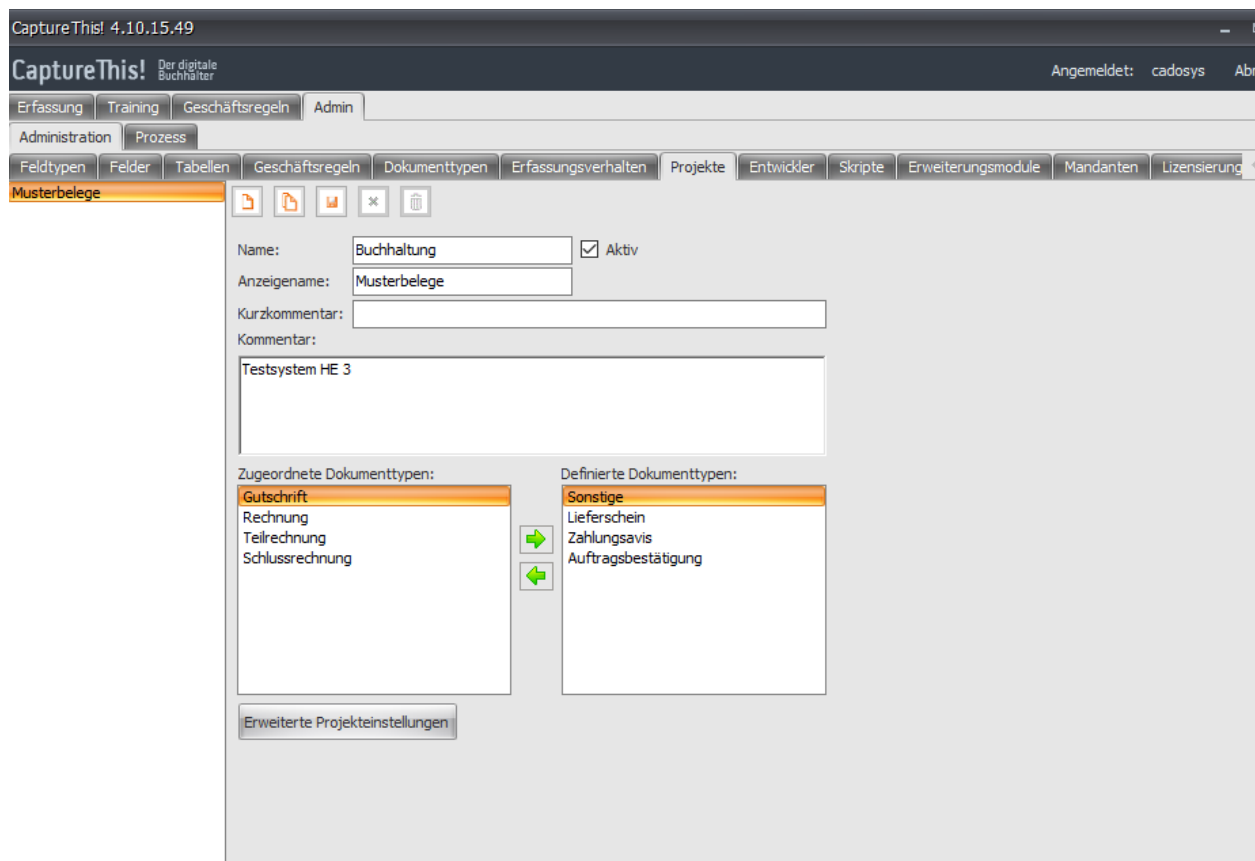 CaptureThis! 4.10.15.49
CaptureThis! Der digitale Buchhalter
Angemeldet: cadosys
Erfassung Training Geschäftsregeln Admin
Administration Prozess
Feldtypen Felder Tabellen Geschäftsregeln Dokumenttypen Erfassungsverhalten Projekte Entwickler Skripte Erweiterungsmodule Mandanten Lizensierung
Musterbelege
Name: Buchhaltung Aktiv
Anzeigename: Musterbelege
Kurzkommentar:
Kommentar:
Testsystem HE 3
Zugeordnete Dokumenttypen: Definierte Dokumenttypen:
Gutschrift Sonstige
Rechnung Lieferschein
Teilrechnung Zahlungsavis
Schlussrechnung Auftragsbestätigung
Erweiterte Projekteinstellungen